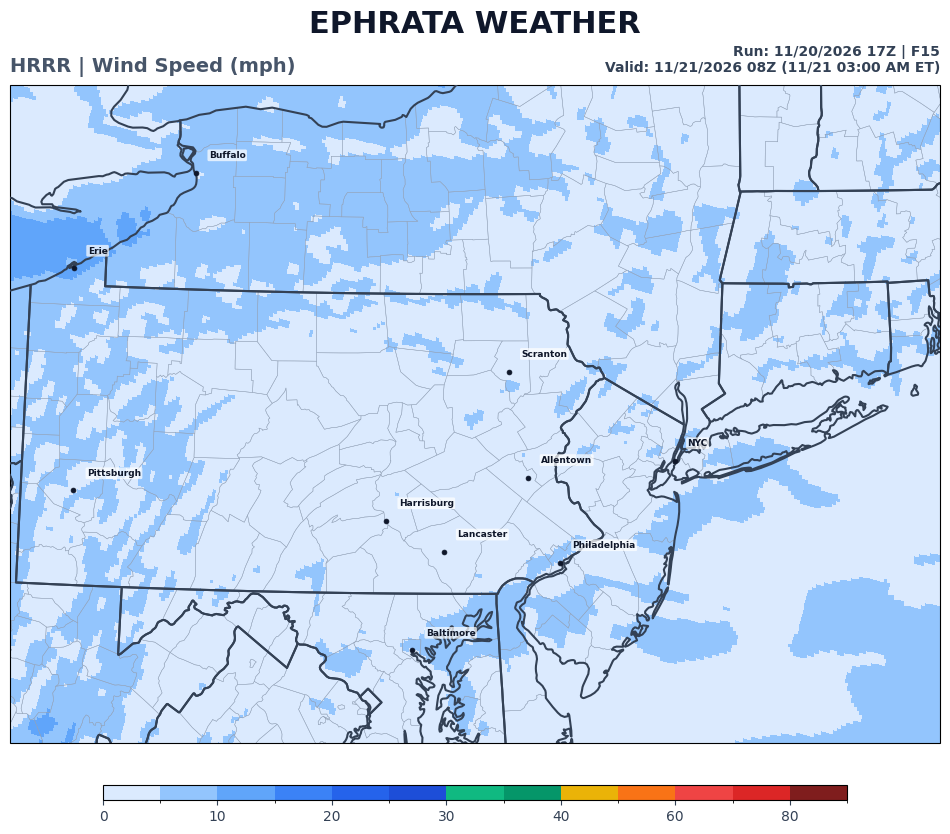 EPHRATA WEATHER
HRRR | Wind Speed (mph)
Run: 11/20/2026 17Z | F15
Valid: 11/21/2026 08Z (11/21 03:00 AM ET)
Buffalo
Erie
Scranton
NYC
Allentown
Pittsburgh
Harrisburg
Lancaster
Philadelphia
Baltimore
0 10 20 30 40 60 80